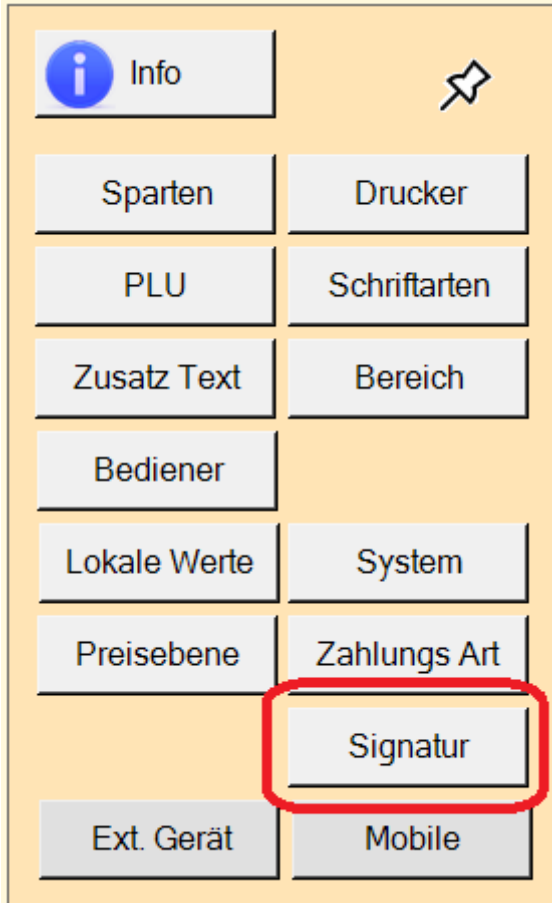 Info
Sparten Drucker
PLU Schriftarten
Zusatz Text Bereich
Bediener
Lokale Werte System
Preisebene Zahlungs Art
Signatur
Ext. Gerät Mobile